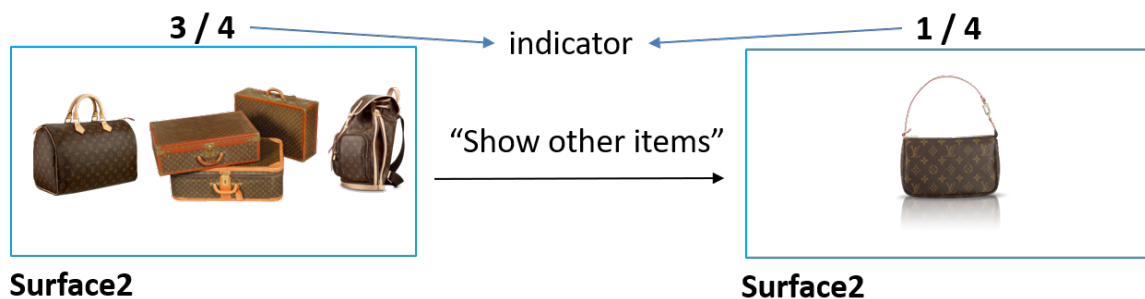 3 / 4
indicator
1 / 4
“Show other items”
Surface2
Surface2